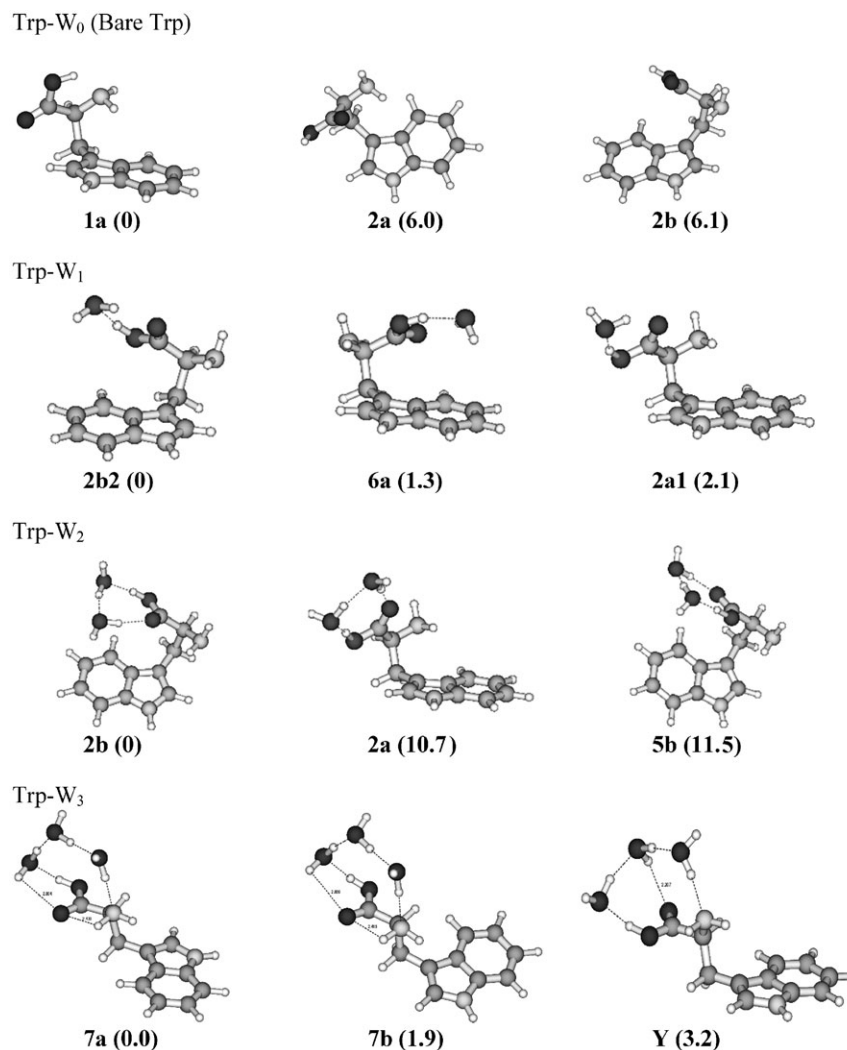 Trp-W₀ (Bare Trp)
1a (0) 2a (6.0) 2b (6.1)
Trp-W₁
2b2 (0) 6a (1.3) 2a1 (2.1)
Trp-W₂
2b (0) 2a (10.7) 5b (11.5)
Trp-W₃
7a (0.0) 7b (1.9) Y (3.2)